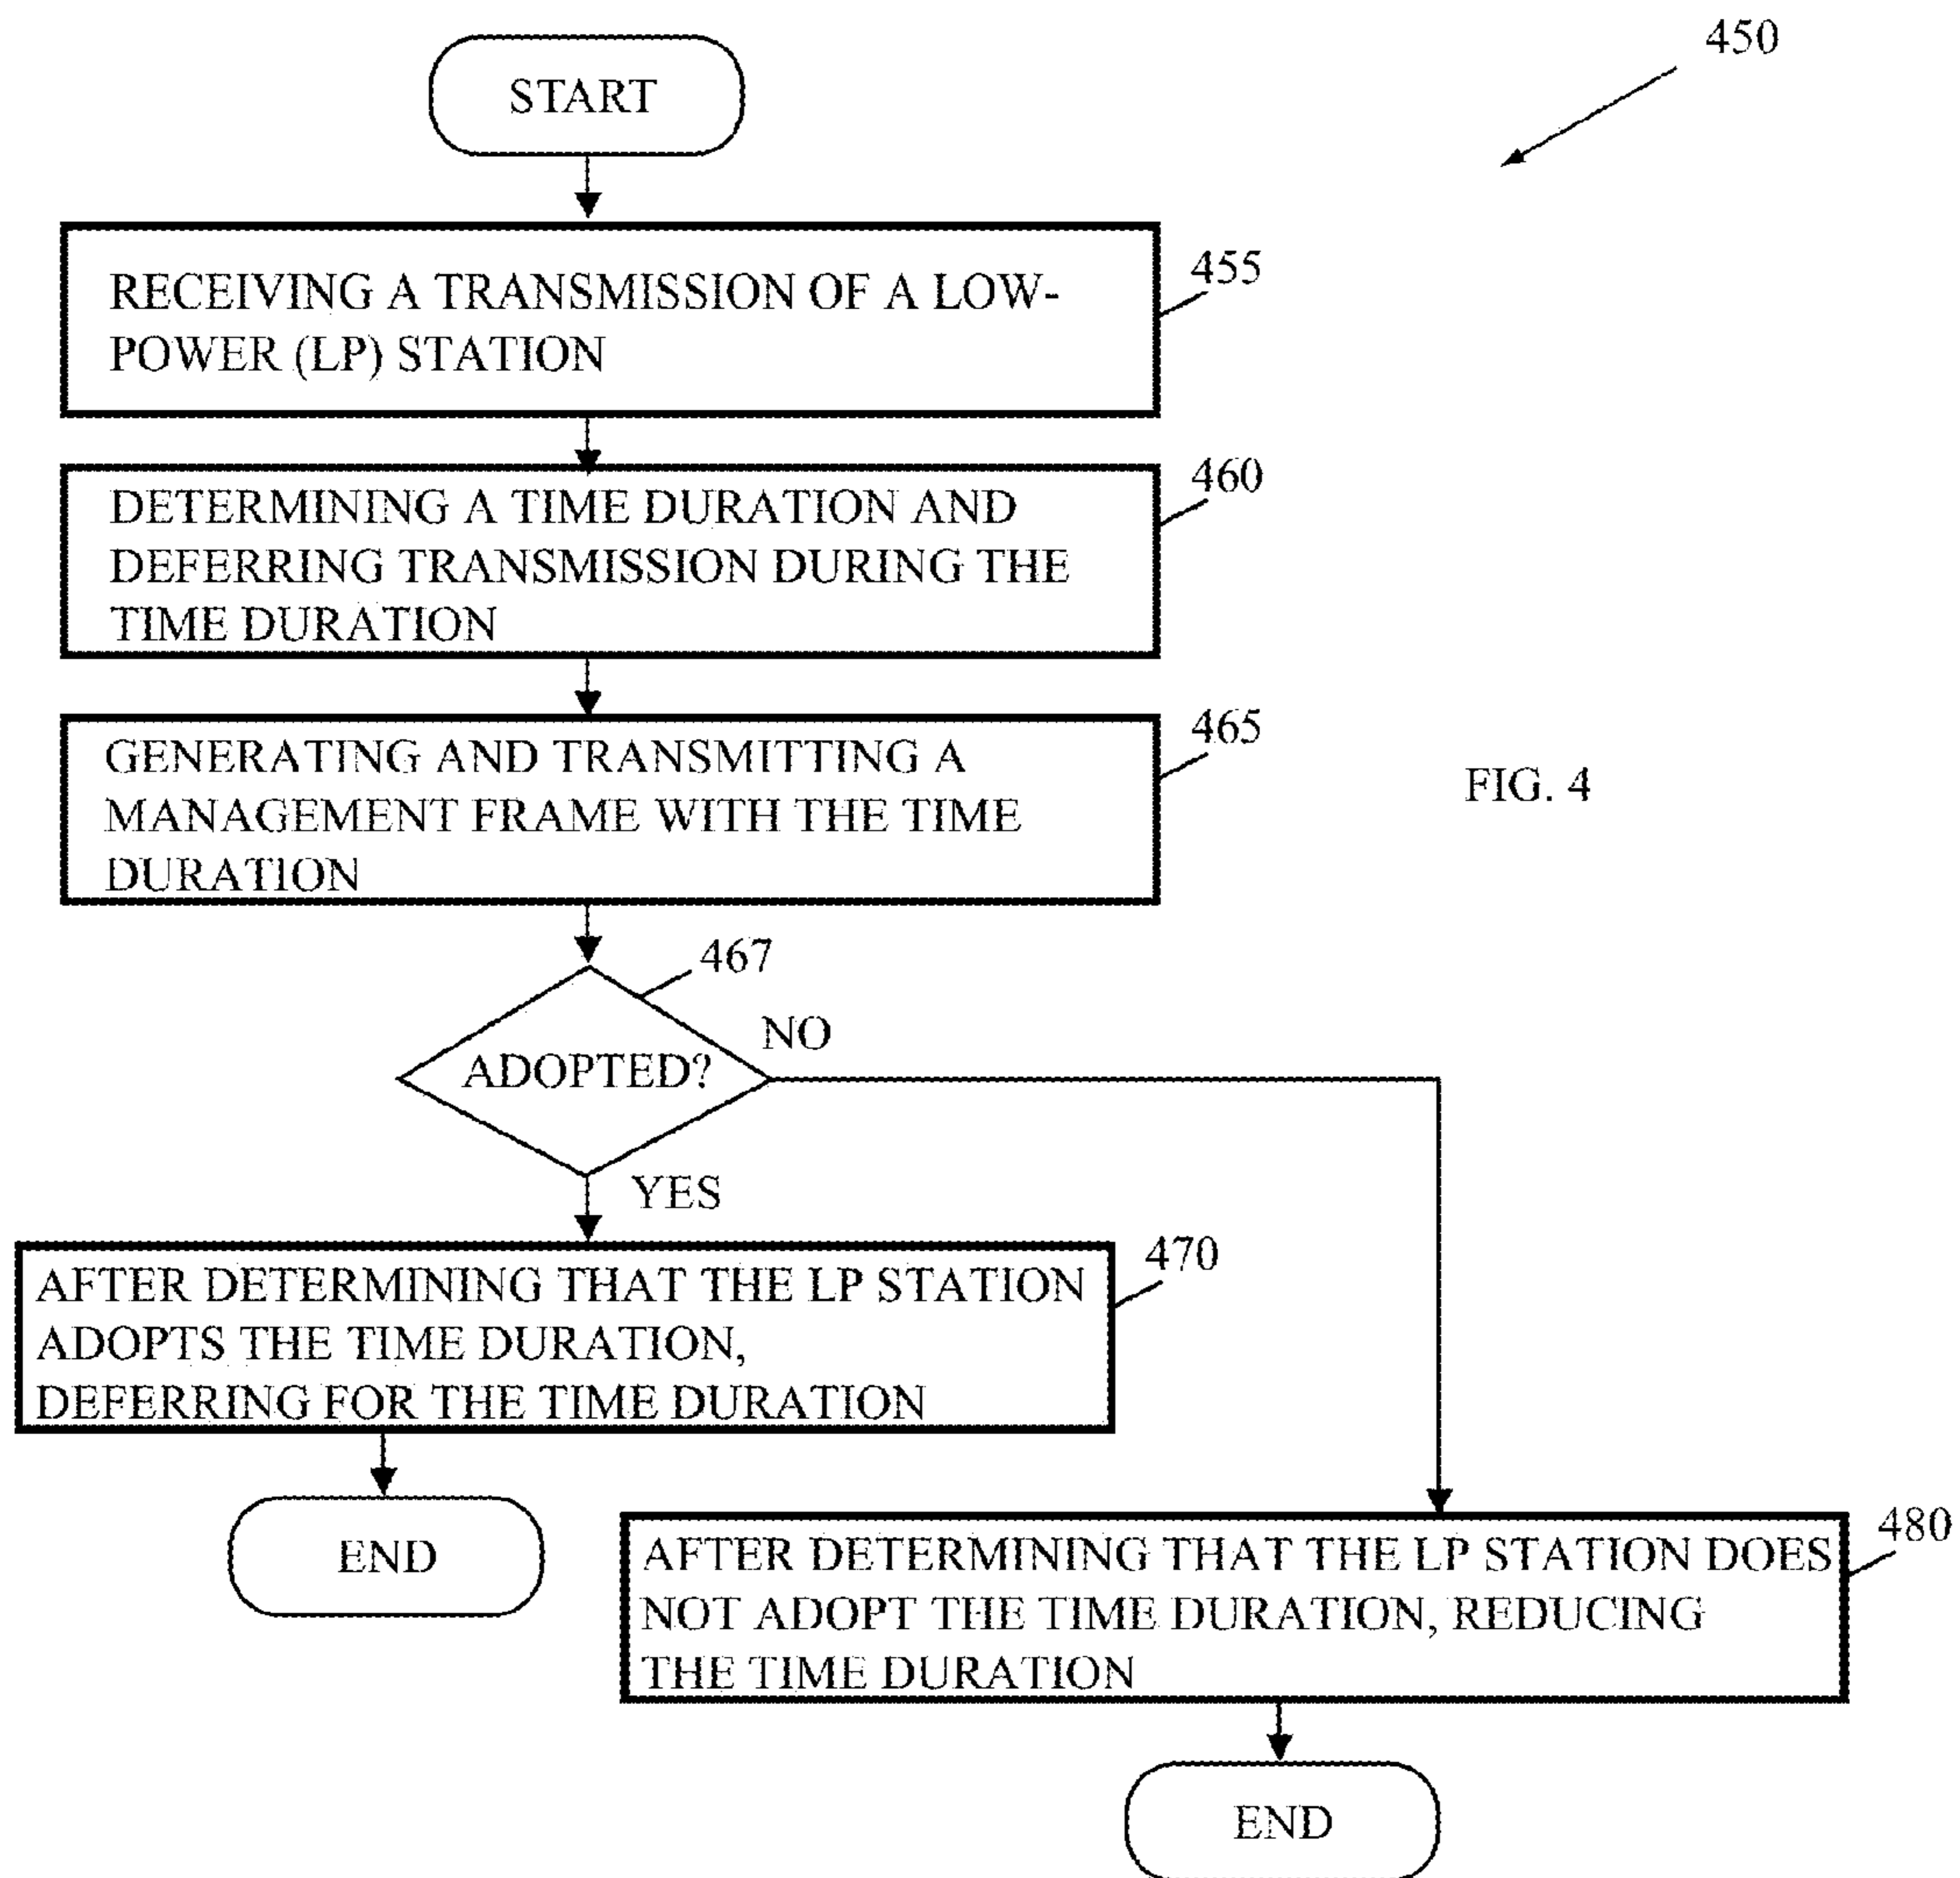 450
START
RECEIVING A TRANSMISSION OF A LOW-
POWER (LP) STATION
455
DETERMINING A TIME DURATION AND
DEFERRING TRANSMISSION DURING THE
TIME DURATION
460
GENERATING AND TRANSMITTING A
MANAGEMENT FRAME WITH THE TIME
DURATION
465
FIG. 4
467
ADOPTED?
NO
YES
AFTER DETERMINING THAT THE LP STATION
ADOPTS THE TIME DURATION,
DEFERRING FOR THE TIME DURATION
470
END
AFTER DETERMINING THAT THE LP STATION DOES
NOT ADOPT THE TIME DURATION, REDUCING
THE TIME DURATION
480
END